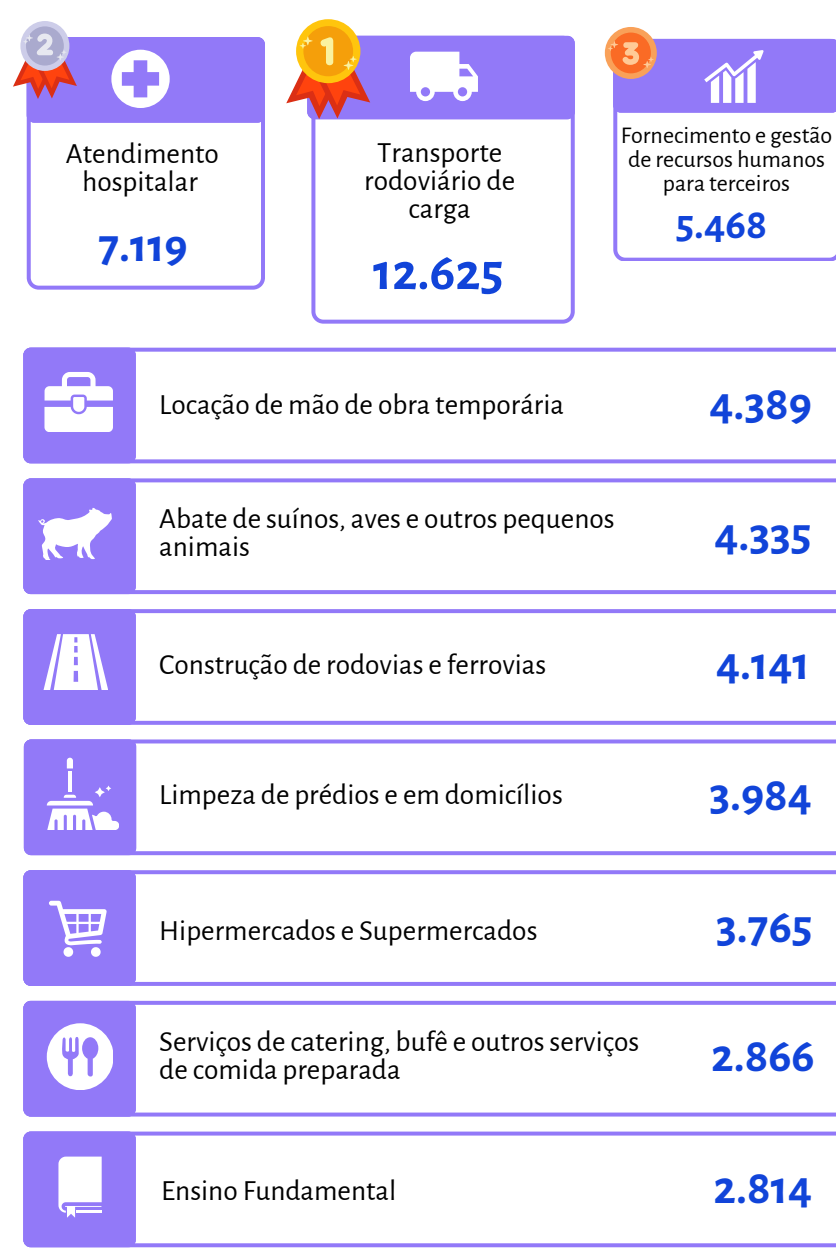 2
Atendimento
hospitalar
7.119
1
Transporte
rodoviário de
carga
12.625
3
Fornecimento e gestão
de recursos humanos
para terceiros
5.468
Locação de mão de obra temporária
4.389
Abate de suínos, aves e outros pequenos
animais
4.335
Construção de rodovias e ferrovias
4.141
Limpeza de prédios e em domicílios
3.984
Hipermercados e Supermercados
3.765
Serviços de catering, bufê e outros serviços
de comida preparada
2.866
Ensino Fundamental
2.814